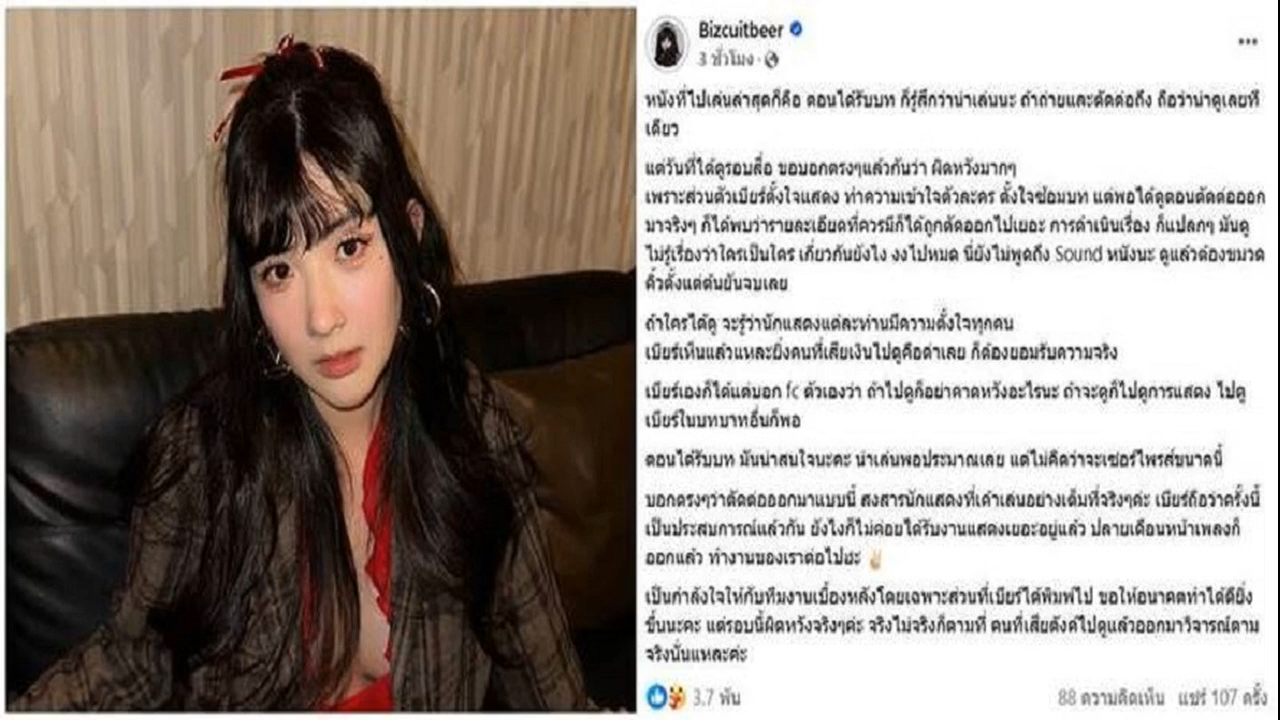 Bizcuitbeer
3 ชั่วโมง ·
หนังที่ไปเล่นล่าสุดก็คือ ตอนได้รับบท ก็รู้สึกว่าน่าเล่นนะ ถ้าถ่ายและตัดต่อถึง ถือว่าน่าดูเลยที
เดียว
แต่วันที่ได้ดูรอบสื่อ ขอบอกตรงๆแล้วกันว่า ผิดหวังมากๆ
เพราะส่วนตัวเบียร์ตั้งใจแสดง ทำความเข้าใจตัวละคร ตั้งใจซ้อมบท แต่พอได้ดูตอนตัดต่อออก
มาจริงๆ ก็ได้พบว่ารายละเอียดที่ควรมีก็ได้ถูกตัดออกไปเยอะ การดำเนินเรื่อง ก็แปลกๆ มันดู
ไม่รู้เรื่องว่าใครเป็นใคร เกี่ยวกันยังไง งงไปหมด นี่ยังไม่พูดถึง Sound หนังนะ ดูแล้วต้องขมวด
คิ้วตั้งแต่ต้นยันจบเลย
ถ้าใครได้ดู จะรู้ว่านักแสดงแต่ละท่านมีความตั้งใจทุกคน
เบียร์เห็นแล้วแหละยิ่งคนที่เสียเงินไปดูคือด่าเลย ก็ต้องยอมรับความจริง
เบียร์เองก็ได้แต่บอก fc ตัวเองว่า ถ้าไปดูก็อย่าคาดหวังอะไรนะ ถ้าจะดูก็ไปดูการแสดง ไปดู
เบียร์ในบทบาทอื่นก็พอ
ตอนได้รับบท มันน่าสนใจนะคะ น่าเล่นพอประมาณเลย แต่ไม่คิดว่าจะเซอร์ไพรส์ขนาดนี้
บอกตรงๆว่าตัดต่อออกมาแบบนี้ สงสารนักแสดงที่เค้าเล่นอย่างเต็มที่จริงๆค่ะ เบียร์ถือว่าครั้งนี้
เป็นประสบการณ์แล้วกัน ยังไงก็ไม่ค่อยได้รับงานแสดงเยอะอยู่แล้ว ปลายเดือนหน้าเพลงก็
ออกแล้ว ทำงานของเราต่อไปฮะ ✌🏻
เป็นกำลังใจให้กับทีมงานเบื้องหลังโดยเฉพาะส่วนที่เบียร์ได้พิมพ์ไป ขอให้อนาคตทำได้ดียิ่ง
ขึ้นนะคะ แต่รอบนี้ผิดหวังจริงๆค่ะ จริงไม่จริงก็ตามที่ คนที่เสียตังค์ไปดูแล้วออกมาวิจารณ์ตาม
จริงนั่นแหละค่ะ
3.7 พัน
88 ความคิดเห็น แชร์ 107 ครั้ง